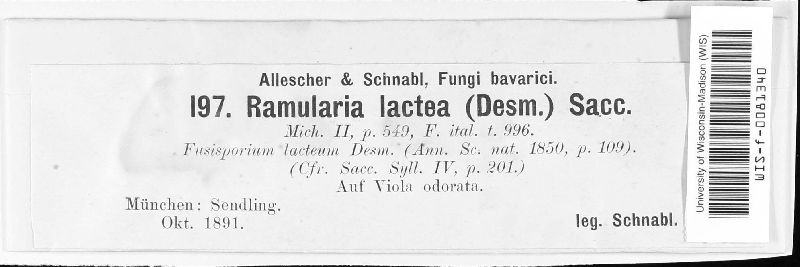 Allescher & Schnabl, Fungi bavarici.
197. Ramularia lactea (Desm.) Sacc.
Mich. II, p. 549, F. ital. t. 996.
Fusisporium lacteum Desm. (Ann. Sc. nat. 1850, p. 109).
(Cfr. Sacc. Syll. IV, p. 201.)
Auf Viola odorata.
München: Sendling.
Okt. 1891.
leg. Schnabl.
University of Wisconsin-Madison (WIS)
WIS-f-0081340